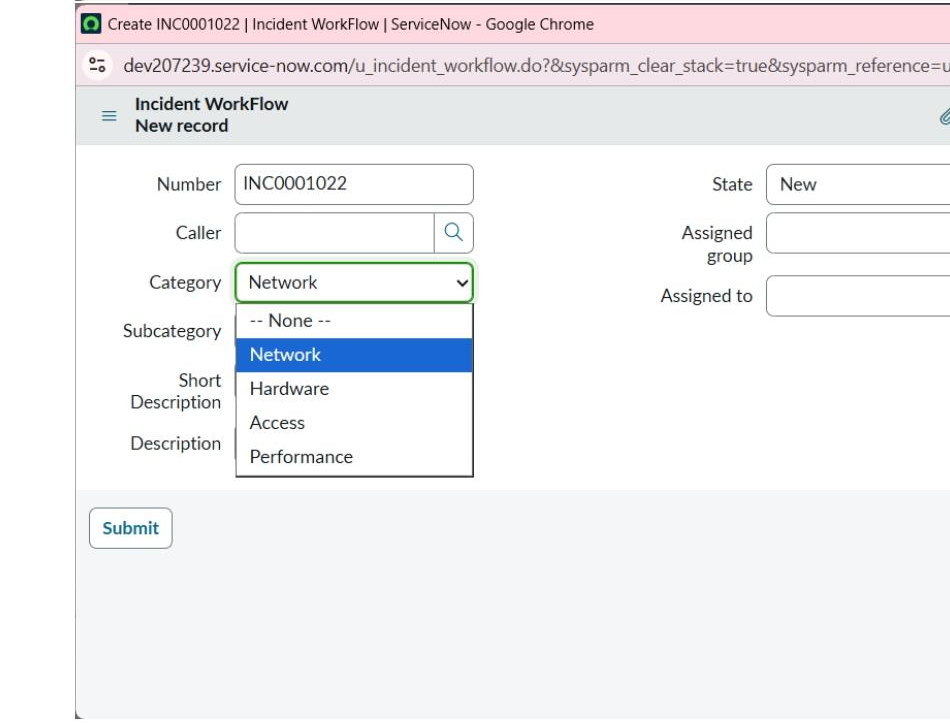 Create INC0001022 | Incident WorkFlow | ServiceNow - Google Chrome
dev207239.service-now.com/u_incident_workflow.do?&sysparm_clear_stack=true&sysparm_reference=u
Incident WorkFlow
New record
Number INC0001022
Caller
Category Network
-- None --
Subcategory
Network
Short
Description
Hardware
Access
Description
Performance
State New
Assigned
group
Assigned to
Submit